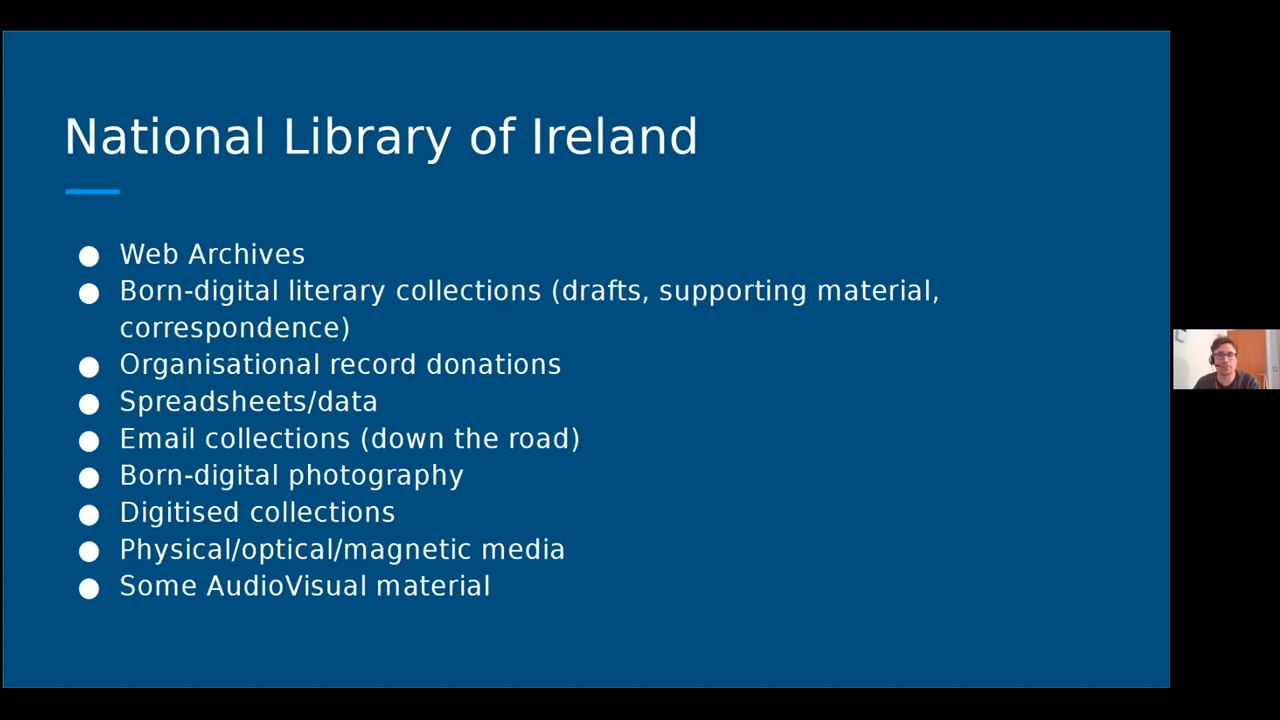 National Library of Ireland
● Web Archives
● Born-digital literary collections (drafts, supporting material,
correspondence)
● Organisational record donations
● Spreadsheets/data
● Email collections (down the road)
● Born-digital photography
● Digitised collections
● Physical/optical/magnetic media
● Some AudioVisual material